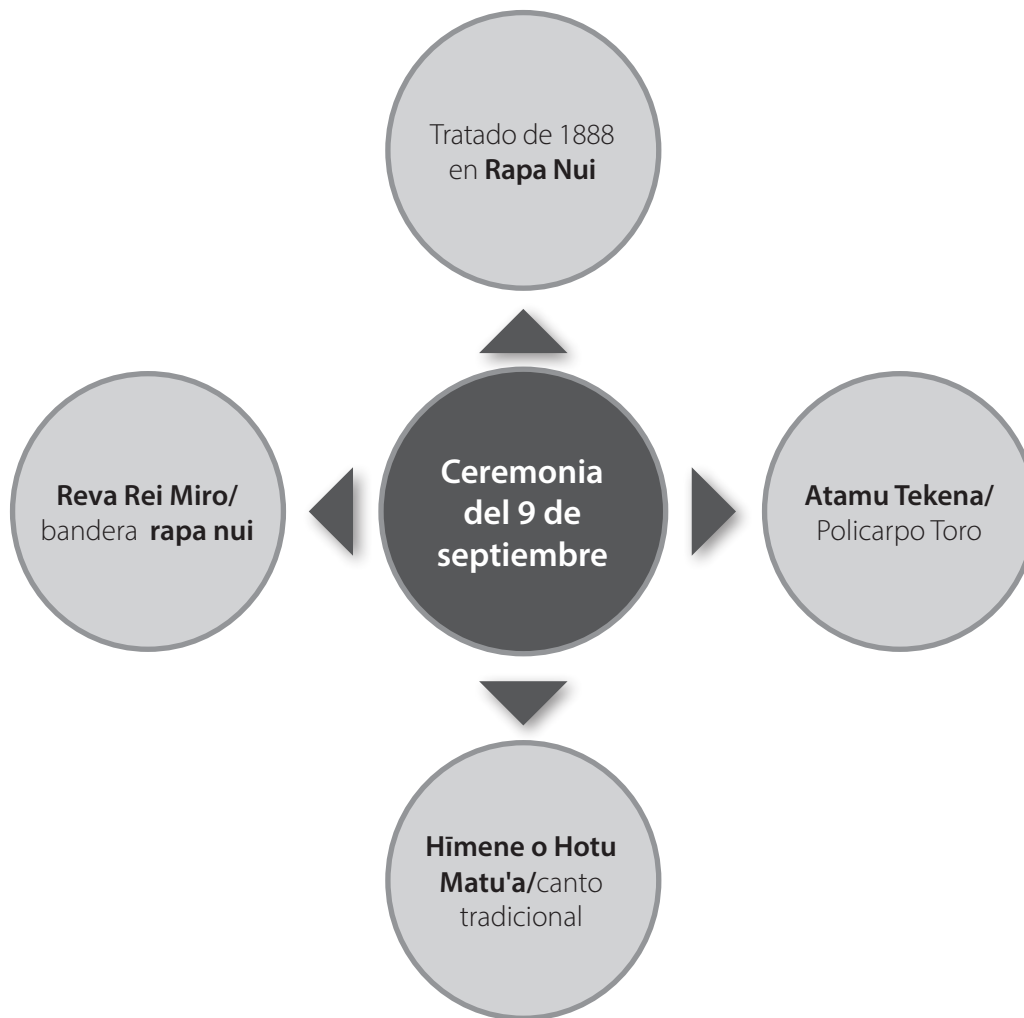 Tratado de 1888
en Rapa Nui
Reva Rei Miro/
bandera rapa nui
Ceremonia
del 9 de
septiembre
Atamu Tekena/
Policarpo Toro
Hīmene o Hotu
Matu'a/canto
tradicional